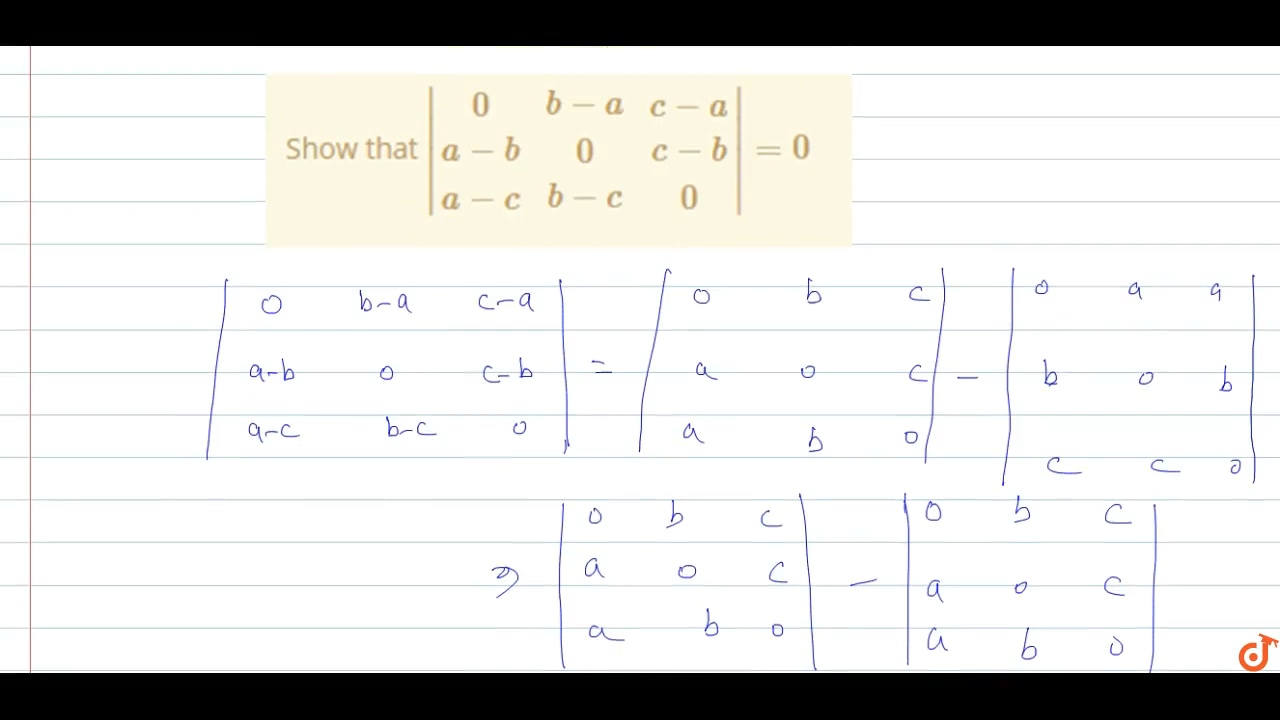 0 b − a c − a
Show that a − b 0 c − b = 0
a − c b − c 0
0 b-a c-a 0 b c 0 a a
a-b 0 c-b = a 0 c - b 0 b
a-c b-c 0 a b 0 c c 0
0 b c 0 b c
⇒ a 0 c - a 0 c
a b 0 a b 0